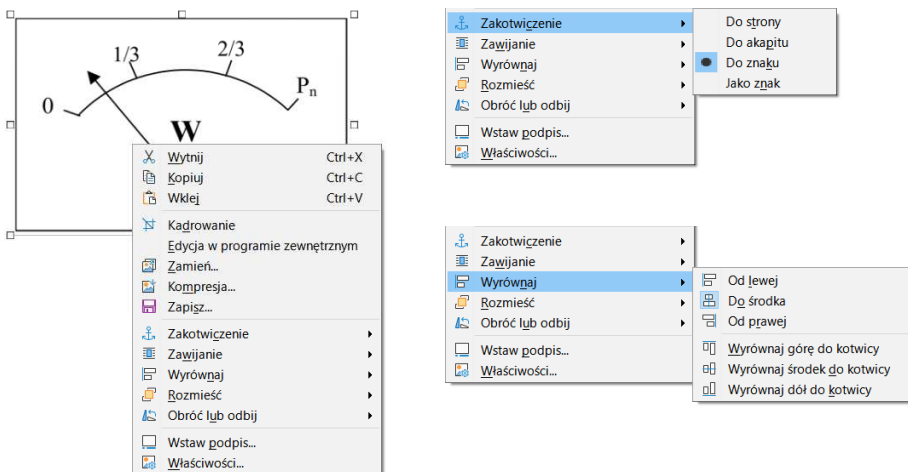 1/3
2/3
0
Pn
W
Wytnij Ctrl+X
Kopiuj Ctrl+C
Wklej Ctrl+V
Kadrowanie
Edycja w programie zewnętrznym
Zamień...
Kompresja...
Zapisz...
Zakotwiczenie
Zawijanie
Wyrównaj
Rozmieść
Obróć lub odbij
Wstaw podpis...
Właściwości...
Zakotwiczenie
Zawijanie
Wyrównaj
Rozmieść
Obróć lub odbij
Wstaw podpis...
Właściwości...
Do strony
Do akapitu
Do znaku
Jako znak
Zakotwiczenie
Zawijanie
Wyrównaj
Rozmieść
Obróć lub odbij
Wstaw podpis...
Właściwości...
Od lewej
Do środka
Od prawej
Wyrównaj górę do kotwicy
Wyrównaj środek do kotwicy
Wyrównaj dół do kotwicy